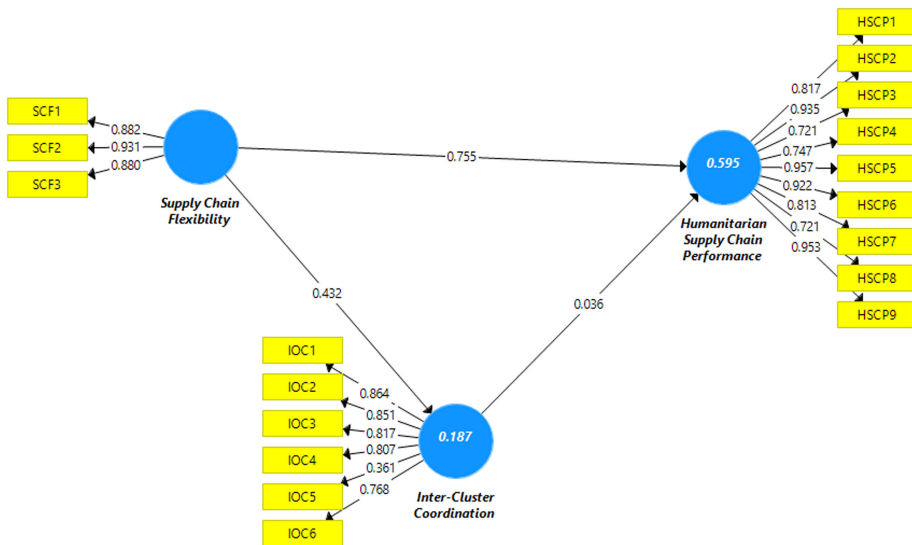 HSCP1
HSCP2
HSCP3
HSCP4
HSCP5
HSCP6
HSCP7
HSCP8
HSCP9
0.817
0.935
0.721
0.747
0.957
0.922
0.813
0.721
0.953
SCF1
SCF2
SCF3
0.882
0.931
0.880
Supply Chain
Flexibility
0.755
0.595
Humanitarian
Supply Chain
Performance
0.432
0.036
IOC1
IOC2
IOC3
IOC4
IOC5
IOC6
0.864
0.851
0.817
0.807
0.361
0.768
0.187
Inter-Cluster
Coordination